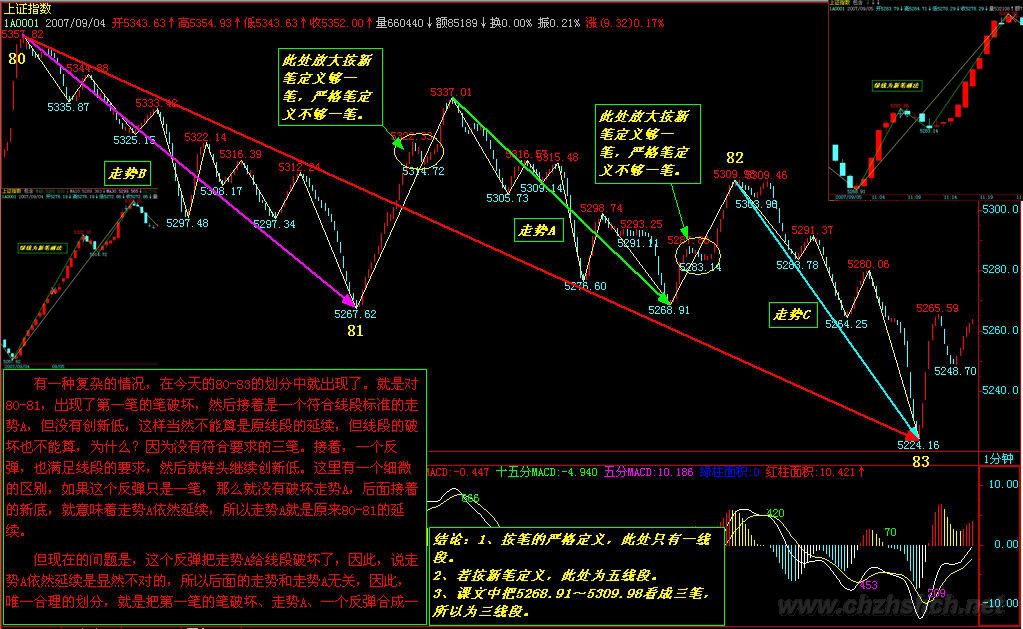 上证指数
1A0001 2007/09/04 开5343.63↑高5354.93↑低5343.63↑收5352.00↑量660440↓额85189↓换0.00% 振0.21% 涨(9.32)0.17%
5357.82
80
5344.88
5335.87
5333.46
5325.15
5322.14
5316.39
走势B
5308.17
5297.48
5297.34
5267.62
81
此处放大按新
笔定义够一
笔，严格笔定
义不够一笔。
5314.72
5337.01
5305.73
5309.14
5315.48
走势A
5298.74
5293.25
5291.11
5276.60
5268.91
此处放大按新
笔定义够一
笔，严格笔定
义不够一笔。
5283.14
82
5309.46
5303.98
5291.37
5283.78
5280.06
走势C
5264.25
5265.59
5248.70
5224.16
83
绿线为新笔画法
绿线为新笔画法
5300.0
5280.0
5260.0
5240.0
1分钟
有一种复杂的情况，在今天的80-83的划分中就出现了。就是对
80-81，出现了第一笔的笔破坏，然后接着是一个符合线段标准的走
势A，但没有创新低，这样当然不能算是原线段的延续，但线段的破
坏也不能算，为什么？因为没有符合要求的三笔。接着，一个反
弹，也满足线段的要求，然后就转头继续创新低。这里有一个细微
的区别，如果这个反弹只是一笔，那么就没有破坏走势A，后面接着
的新底，就意味着走势A依然延续，所以走势A就是原来80-81的延
续。
但现在的问题是，这个反弹把走势A给线段破坏了，因此，说走
势A依然延续是显然不对的，所以后面的走势和走势A无关，因此，
唯一合理的划分，就是把第一笔的笔破坏、走势A、一个反弹合成一
MACD:-0.447 十五分MACD:-4.940 五分MACD:10.186 绿柱面积:0 红柱面积:10.421↑
666
420
70
453
209
10.00
0.00
-10.00
结论：1、按笔的严格定义，此处只有一线
段。
2、若按新笔定义，此处为五线段。
3、课文中把5268.91～5309.98看成三笔，
所以为三线段。